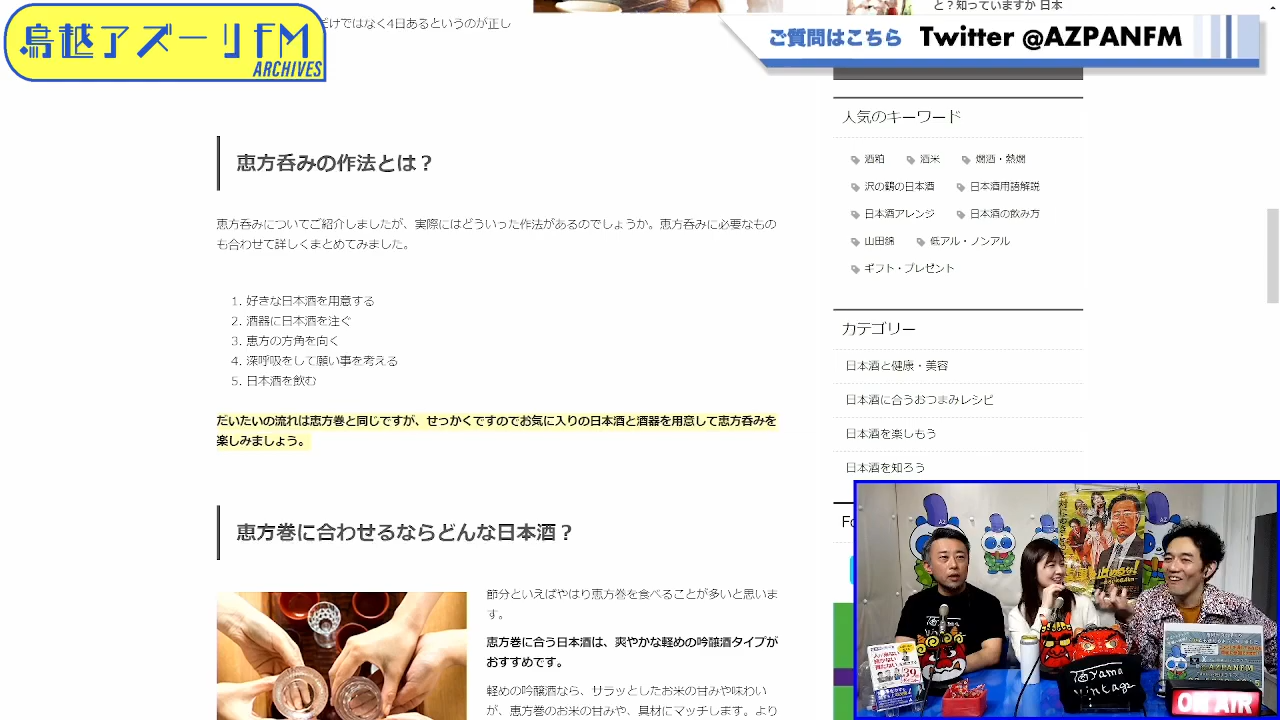 鳥越アズーリFM
ARCHIVES
だけではなく4日あるというのが正し
と？知っていますか 日本
ご質問はこちら Twitter @AZPANFM
恵方呑みの作法とは？
恵方呑みについてご紹介しましたが、実際にはどういった作法があるのでしょうか。恵方呑みに必要なもの
も合わせて詳しくまとめてみました。
1. 好きな日本酒を用意する
2. 酒器に日本酒を注ぐ
3. 恵方の方角を向く
4. 深呼吸をして願い事を考える
5. 日本酒を飲む
だいたいの流れは恵方巻と同じですが、せっかくですのでお気に入りの日本酒と酒器を用意して恵方呑みを
楽しみましょう。
恵方巻に合わせるならどんな日本酒？
節分といえばやはり恵方巻を食べることが多いと思いま
す。
恵方巻に合う日本酒は、爽やかな軽めの吟醸酒タイプが
おすすめです。
軽めの吟醸酒なら、サラッとしたお米の甘みや味わい
が、恵方巻のお米の甘みや、具材にマッチします。より
人気のキーワード
酒粕 酒米 燗酒・熱燗
沢の鶴の日本酒 日本酒用語解説
日本酒アレンジ 日本酒の飲み方
山田錦 低アル・ノンアル
ギフト・プレゼント
カテゴリー
日本酒と健康・美容
日本酒に合うおつまみレシピ
日本酒を楽しもう
日本酒を知ろう
Fo
酒Yama
vintage
AZPANFM
ON AIR